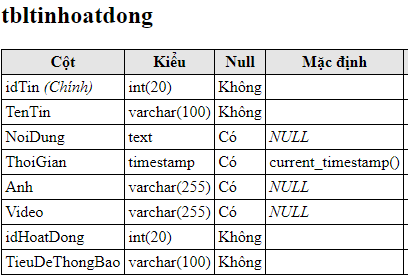 tbltinhoatdong
Cột Kiểu Null Mặc định
idTin (Chính) int(20) Không
TenTin varchar(100) Không
NoiDung text Có NULL
ThoiGian timestamp Có current_timestamp()
Anh varchar(255) Có NULL
Video varchar(255) Có NULL
idHoatDong int(20) Không
TieuDeThongBao varchar(100) Không